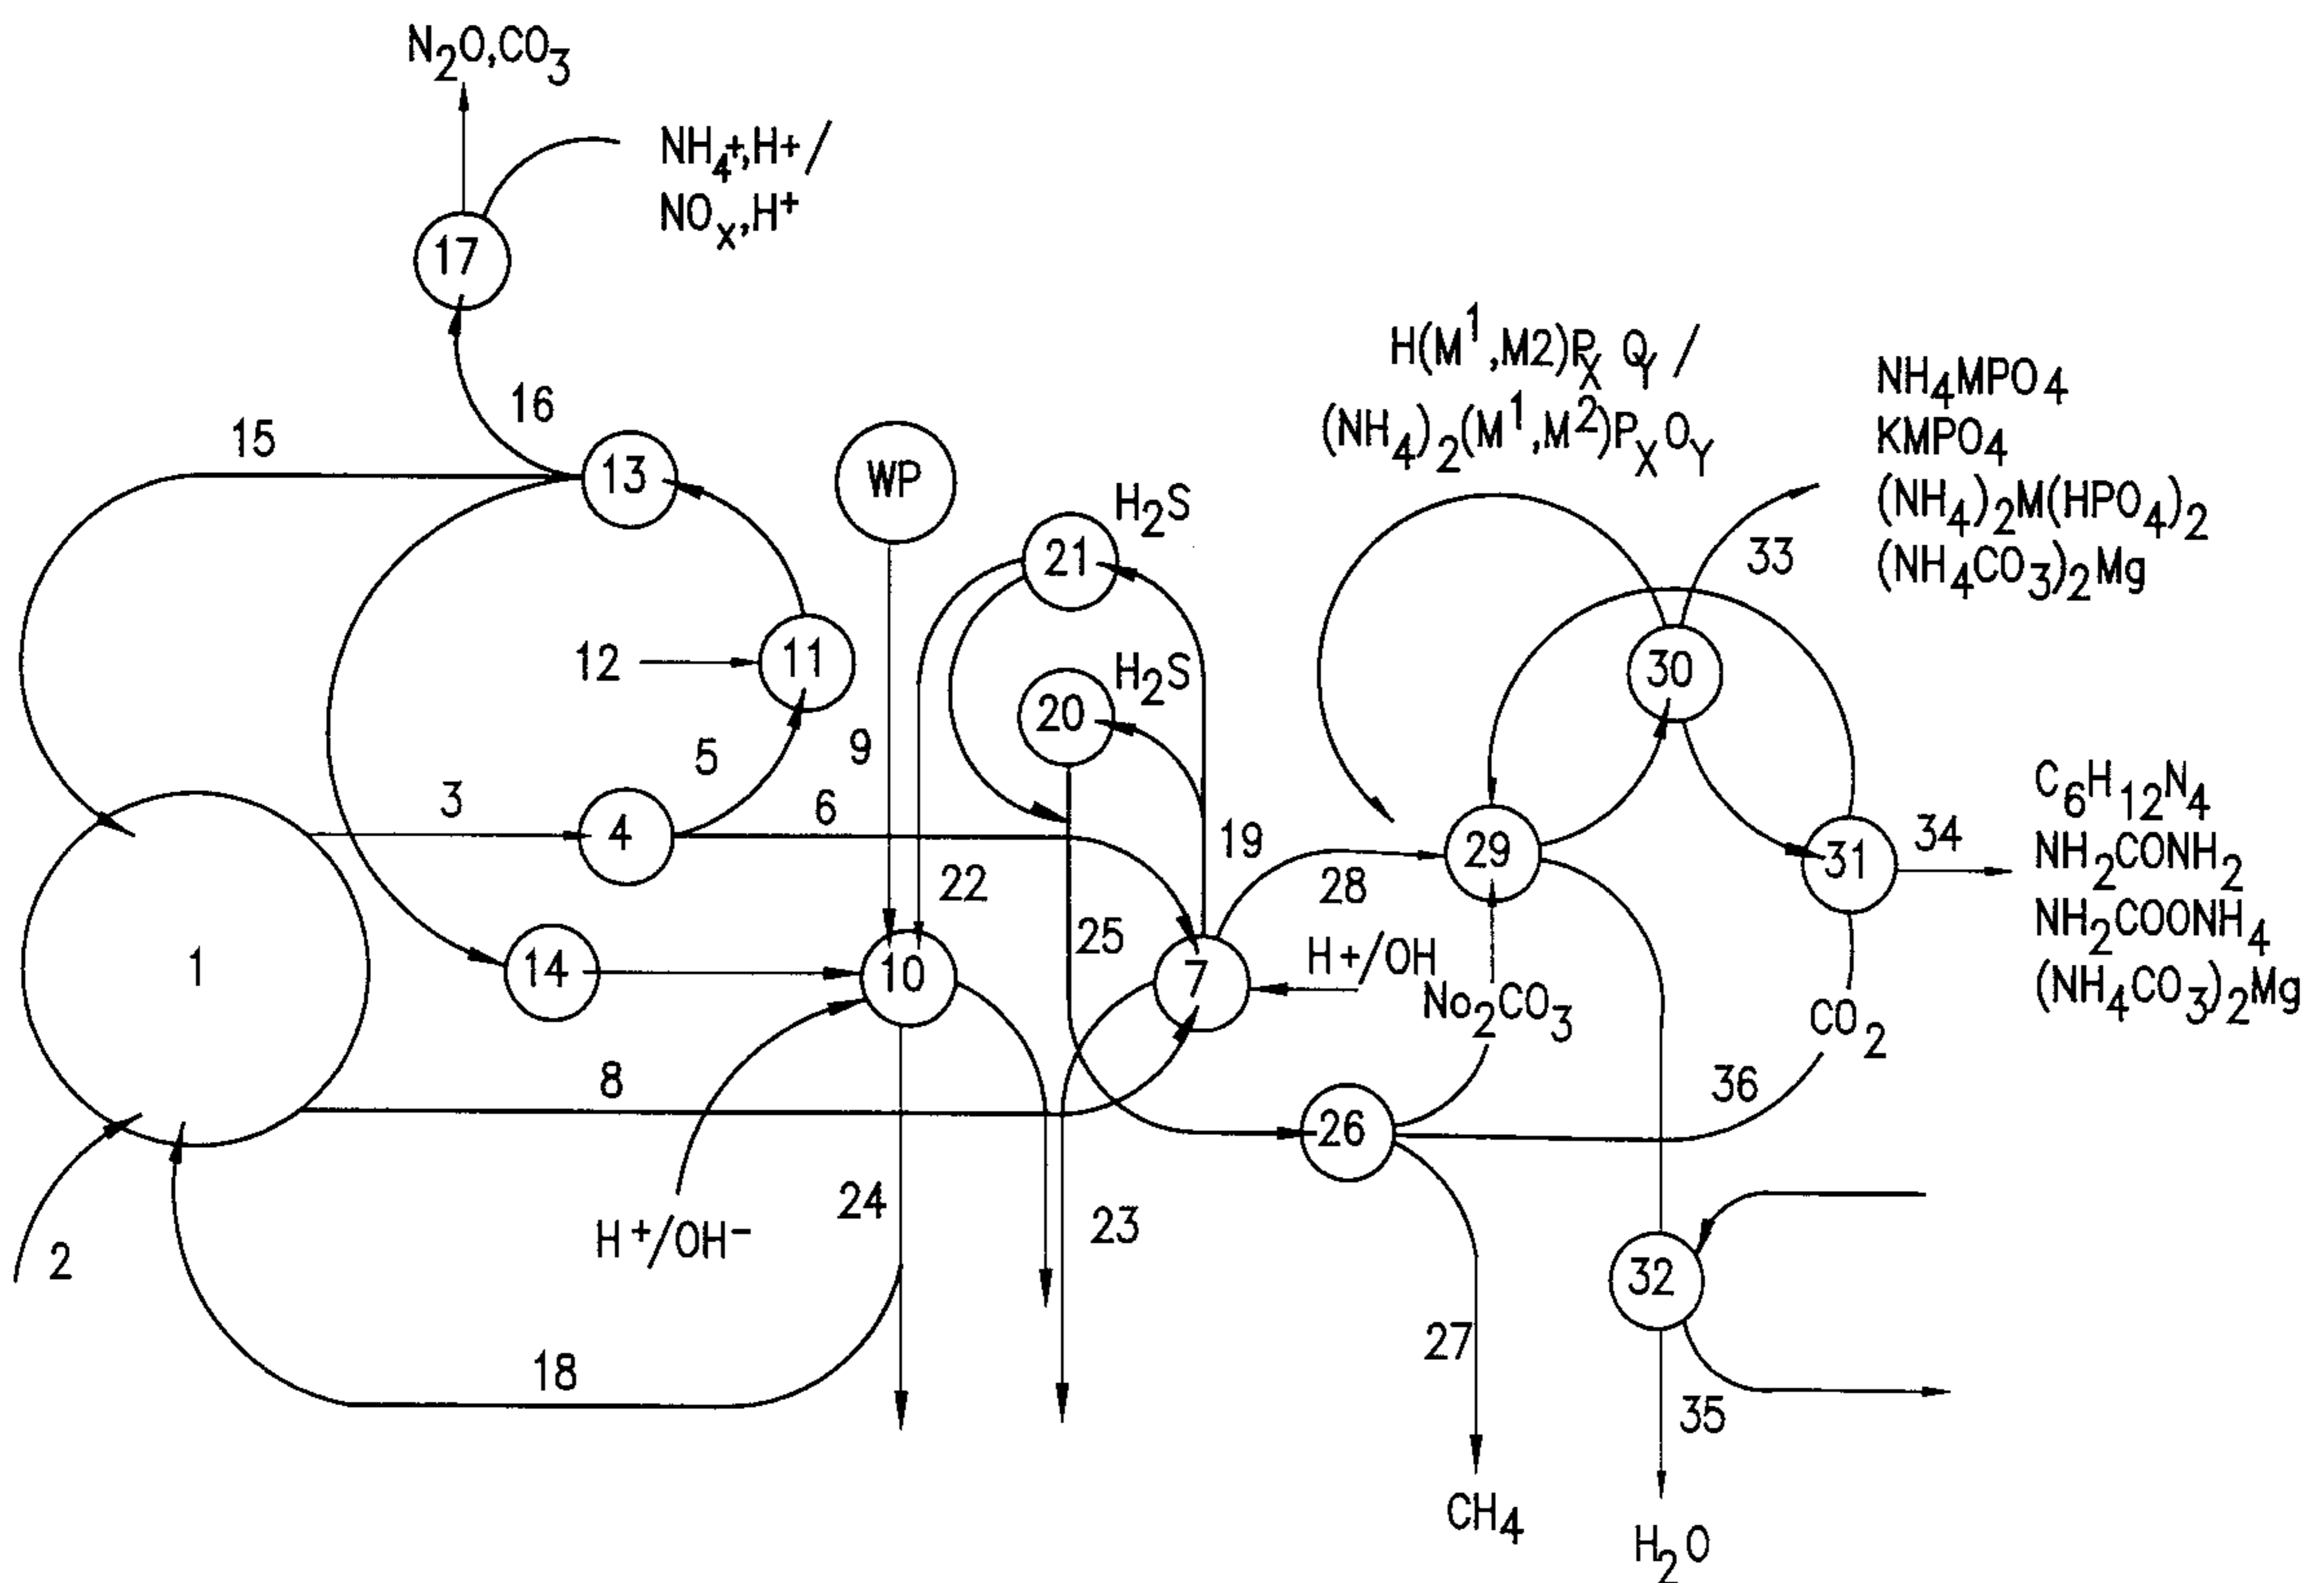 N₂O,CO₃
NH₄+,H+/
NOₓ,H⁺
17
H(M¹,M2)Pₓ Qᵧ /
(NH₄)₂(M¹,M²)PₓOᵧ
NH₄MPO₄
KMPO₄
(NH₄)₂M(HPO₄)₂
(NH₄CO₃)₂Mg
16
15
13
WP
H₂S
21
33
12
11
H₂S
20
30
9
5
3
6
4
19
29
31
34
C₆H₁₂N₄
NH₂CONH₂
NH₂COONH₄
(NH₄CO₃)₂Mg
22
28
25
1
14
10
7
H+/OH
No₂CO₃
CO₂
8
26
36
24
23
H⁺/OH⁻
2
32
27
18
35
CH₄
H₂O